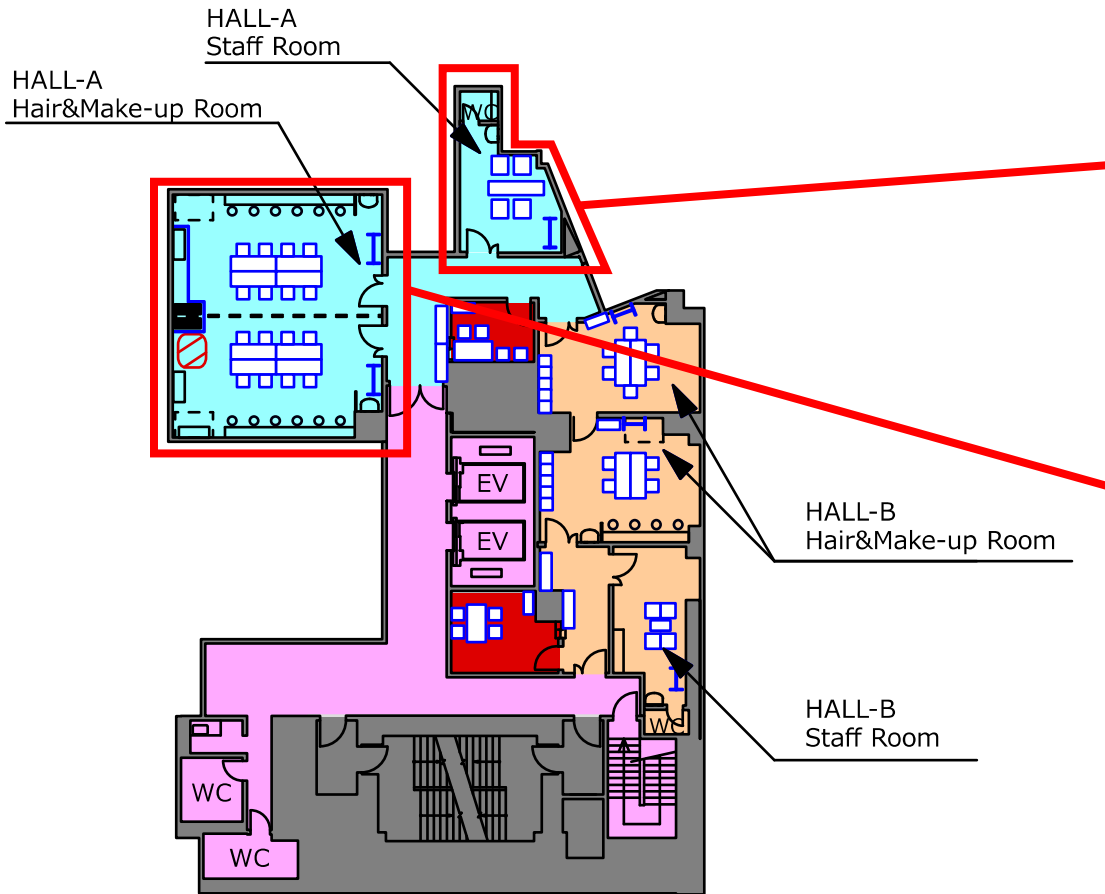 HALL-A
Staff Room
HALL-A
Hair&Make-up Room
WC
EV
EV
HALL-B
Hair&Make-up Room
HALL-B
Staff Room
WC
WC
WC